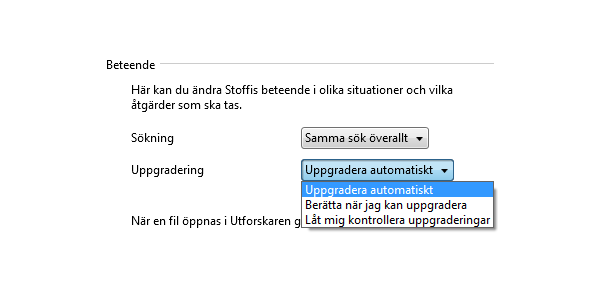 Beteende
Här kan du ändra Stoffis beteende i olika situationer och vilka
åtgärder som ska tas.
Sökning
Samma sök överallt
Uppgradering
Uppgradera automatiskt
Uppgradera automatiskt
Berätta när jag kan uppgradera
Låt mig kontrollera uppgraderingar
När en fil öppnas i Utforskaren